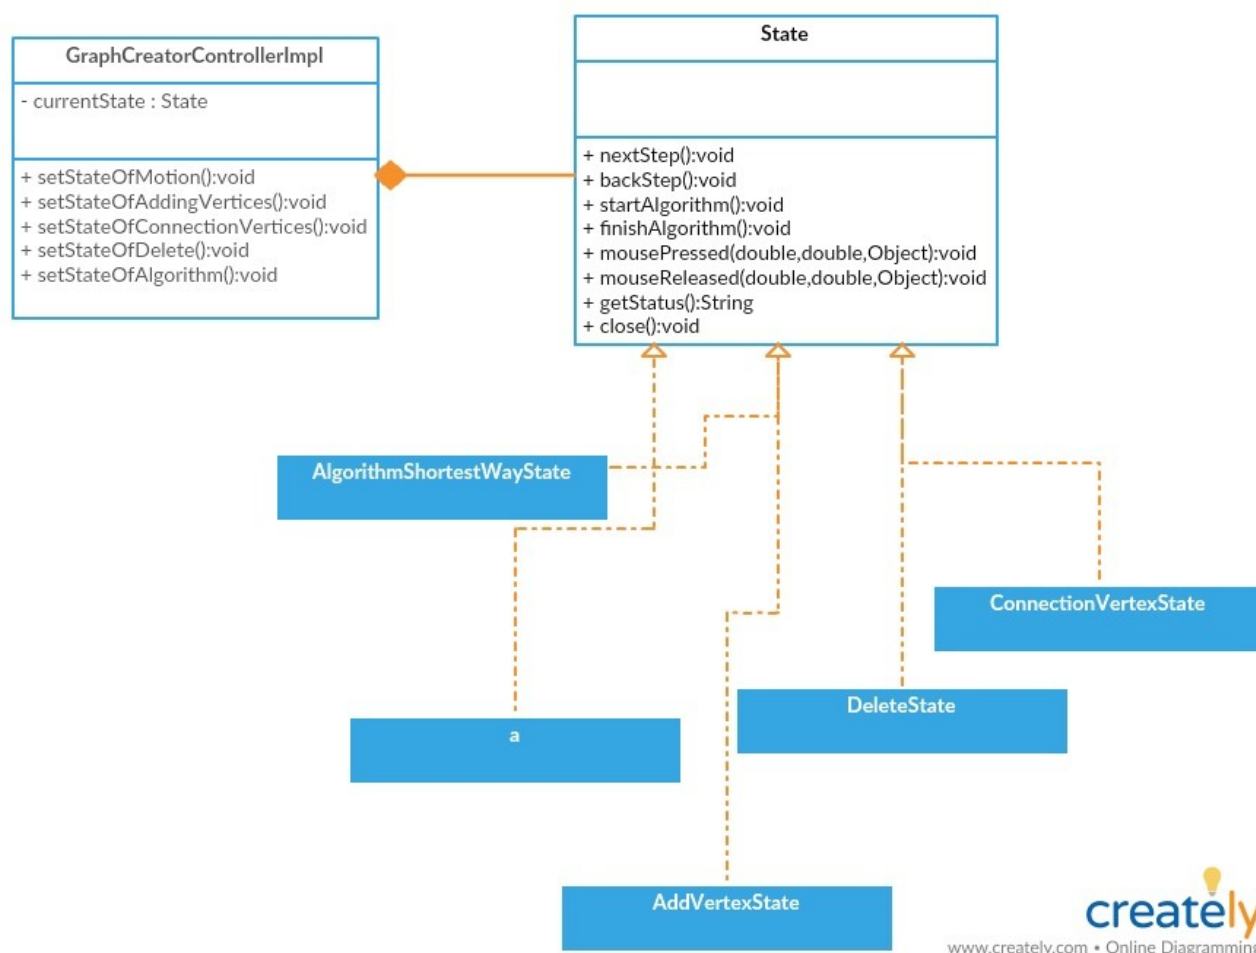 GraphCreatorControllerImpl
- currentState : State
+ setStateOfMotion():void
+ setStateOfAddingVertices():void
+ setStateOfConnectionVertices():void
+ setStateOfDelete():void
+ setStateOfAlgorithm():void
State
+ nextStep():void
+ backStep():void
+ startAlgorithm():void
+ finishAlgorithm():void
+ mousePressed(double,double,Object):void
+ mouseReleased(double,double,Object):void
+ getStatus():String
+ close():void
AlgorithmShortestWayState
ConnectionVertexState
DeleteState
a
AddVertexState
creately
www.creately.com • Online Diagramming